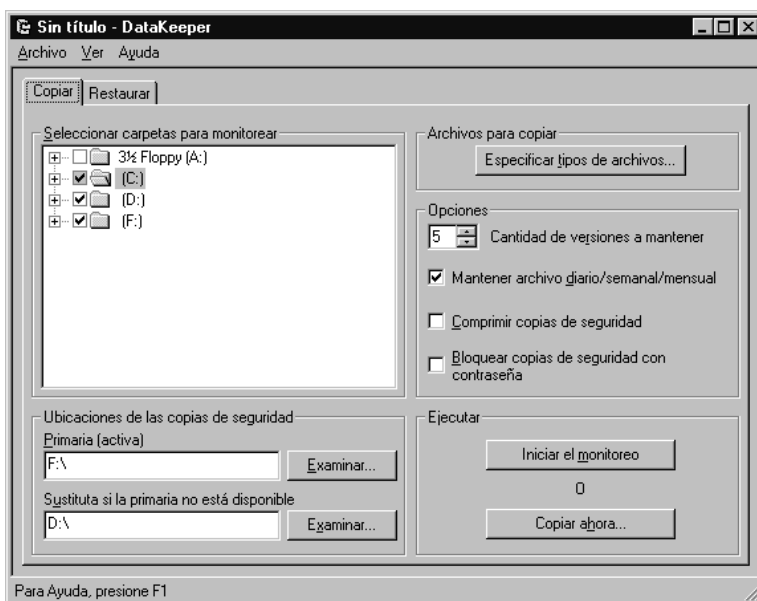 Sin título - DataKeeper
Archivo Ver Ayuda
Copiar Restaurar
Seleccionar carpetas para monitorear
3½ Floppy (A:)
(C:)
(D:)
(F:)
Archivos para copiar
Especificar tipos de archivos...
Opciones
5 Cantidad de versiones a mantener
Mantener archivo diario/semanal/mensual
Comprimir copias de seguridad
Bloquear copias de seguridad con
contraseña
Ubicaciones de las copias de seguridad
Primaria (activa)
F:\ Examinar...
Sustituta si la primaria no está disponible
D:\ Examinar...
Ejecutar
Iniciar el monitoreo
O
Copiar ahora...
Para Ayuda, presione F1